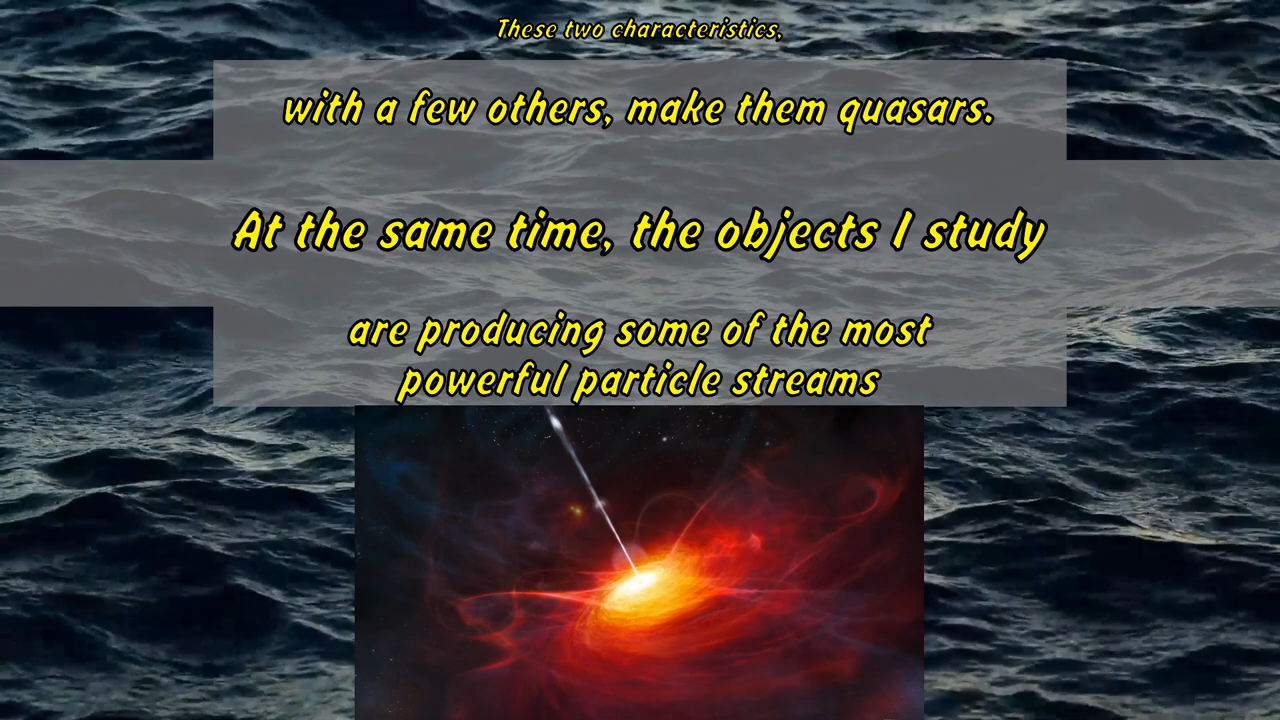 These two characteristics,
with a few others, make them quasars.
At the same time, the objects I study
are producing some of the most
powerful particle streams